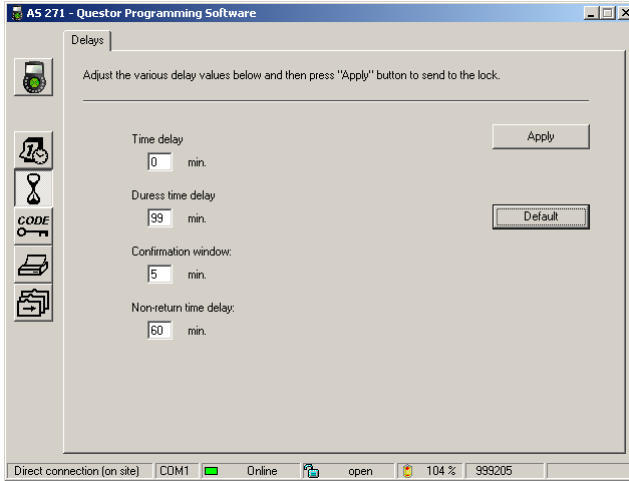 AS 271 - Questor Programming Software
Delays
Adjust the various delay values below and then press "Apply" button to send to the lock.
Time delay
0 min.
Apply
Duress time delay
99 min.
Default
CODE
Confirmation window:
5 min.
Non-return time delay:
60 min.
Direct connection (on site) COM1 Online open 104 % 999205